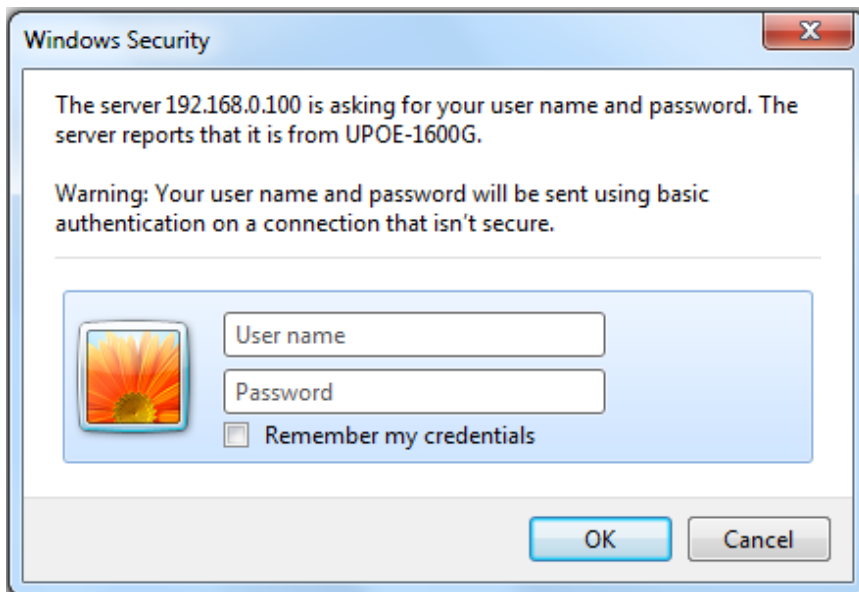 Windows Security
The server 192.168.0.100 is asking for your user name and password. The
server reports that it is from UPOE-1600G.
Warning: Your user name and password will be sent using basic
authentication on a connection that isn't secure.
User name
Password
Remember my credentials
OK
Cancel